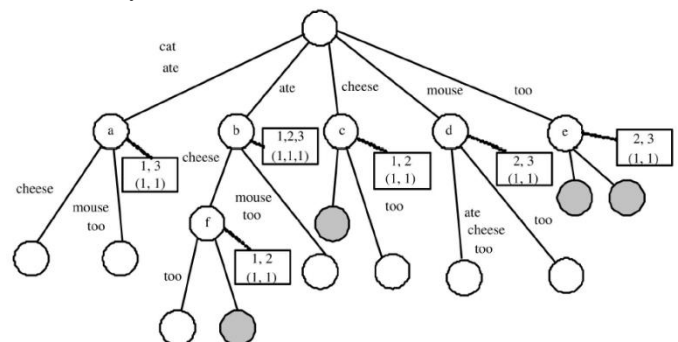 cat
ate
ate
cheese
mouse
too
a
b
c
d
e
1, 3
(1, 1)
1,2,3
(1,1,1)
1, 2
(1, 1)
2, 3
(1, 1)
2, 3
(1, 1)
cheese
mouse
too
cheese
mouse
too
too
ate
cheese
too
too
f
1, 2
(1, 1)
too